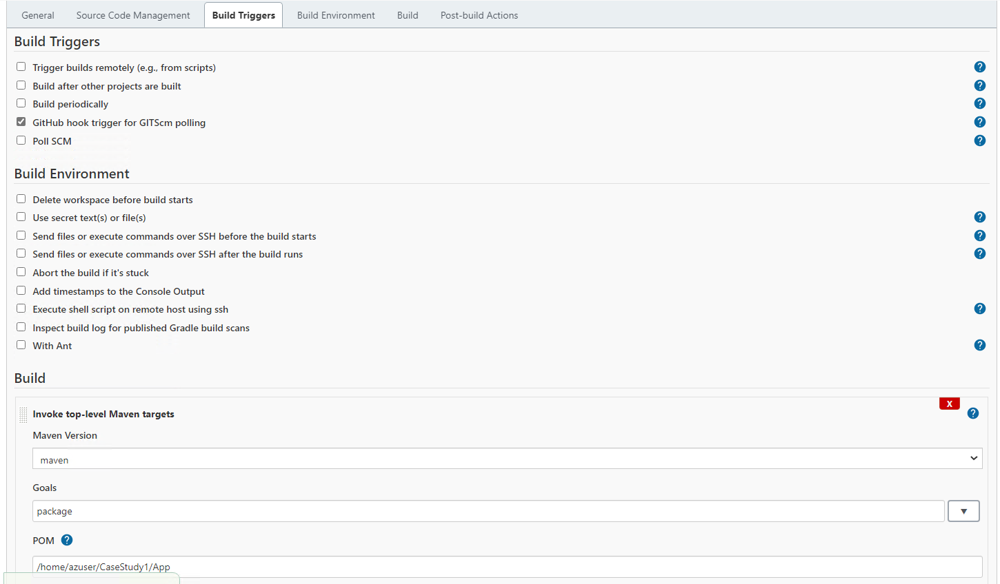 General Source Code Management Build Triggers Build Environment Build Post-build Actions
Build Triggers
Trigger builds remotely (e.g., from scripts) ?
Build after other projects are built ?
Build periodically ?
GitHub hook trigger for GITScm polling ?
Poll SCM ?
Build Environment
Delete workspace before build starts
Use secret text(s) or file(s) ?
Send files or execute commands over SSH before the build starts ?
Send files or execute commands over SSH after the build runs ?
Abort the build if it's stuck
Add timestamps to the Console Output
Execute shell script on remote host using ssh ?
Inspect build log for published Gradle build scans
With Ant ?
Build
X
Invoke top-level Maven targets ?
Maven Version
maven
Goals
package
POM ?
/home/azuser/CaseStudy1/App